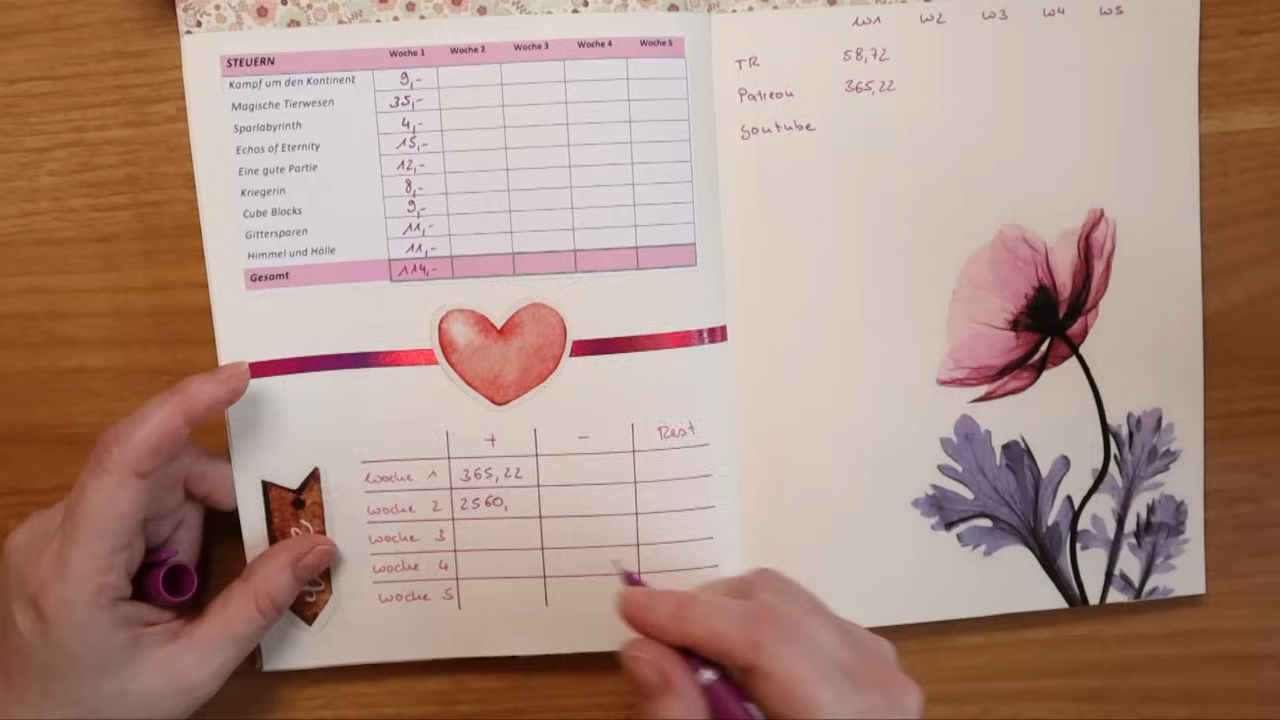 STEUERN Woche 1 Woche 2 Woche 3 Woche 4 Woche 5
Kampf um den Kontinent 9,-
Magische Tierwesen 35,-
Sparlabyrinth 4,-
Echos of Eternity 15,-
Eine gute Partie 12,-
Kriegerin 8,-
Cube Blocks 9,-
Gittersparen 11,-
Himmel und Hölle 11,-
Gesamt 114,-
+ - Rest
Woche 1 365,22
Woche 2 2560,
Woche 3
Woche 4
Woche 5
W1 W2 W3 W4 W5
TR 58,72
Patreon 365,22
Youtube